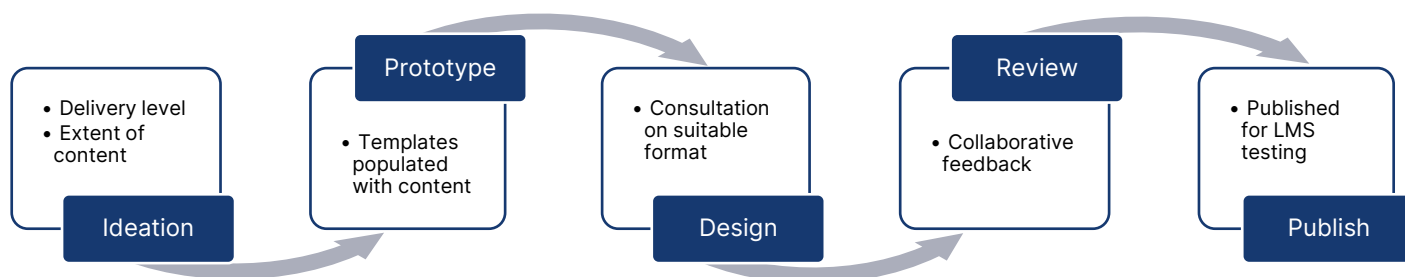 • Delivery level
• Extent of
content
Ideation
Prototype
• Templates
populated
with content
• Consultation
on suitable
format
Design
Review
• Collaborative
feedback
• Published
for LMS
testing
Publish